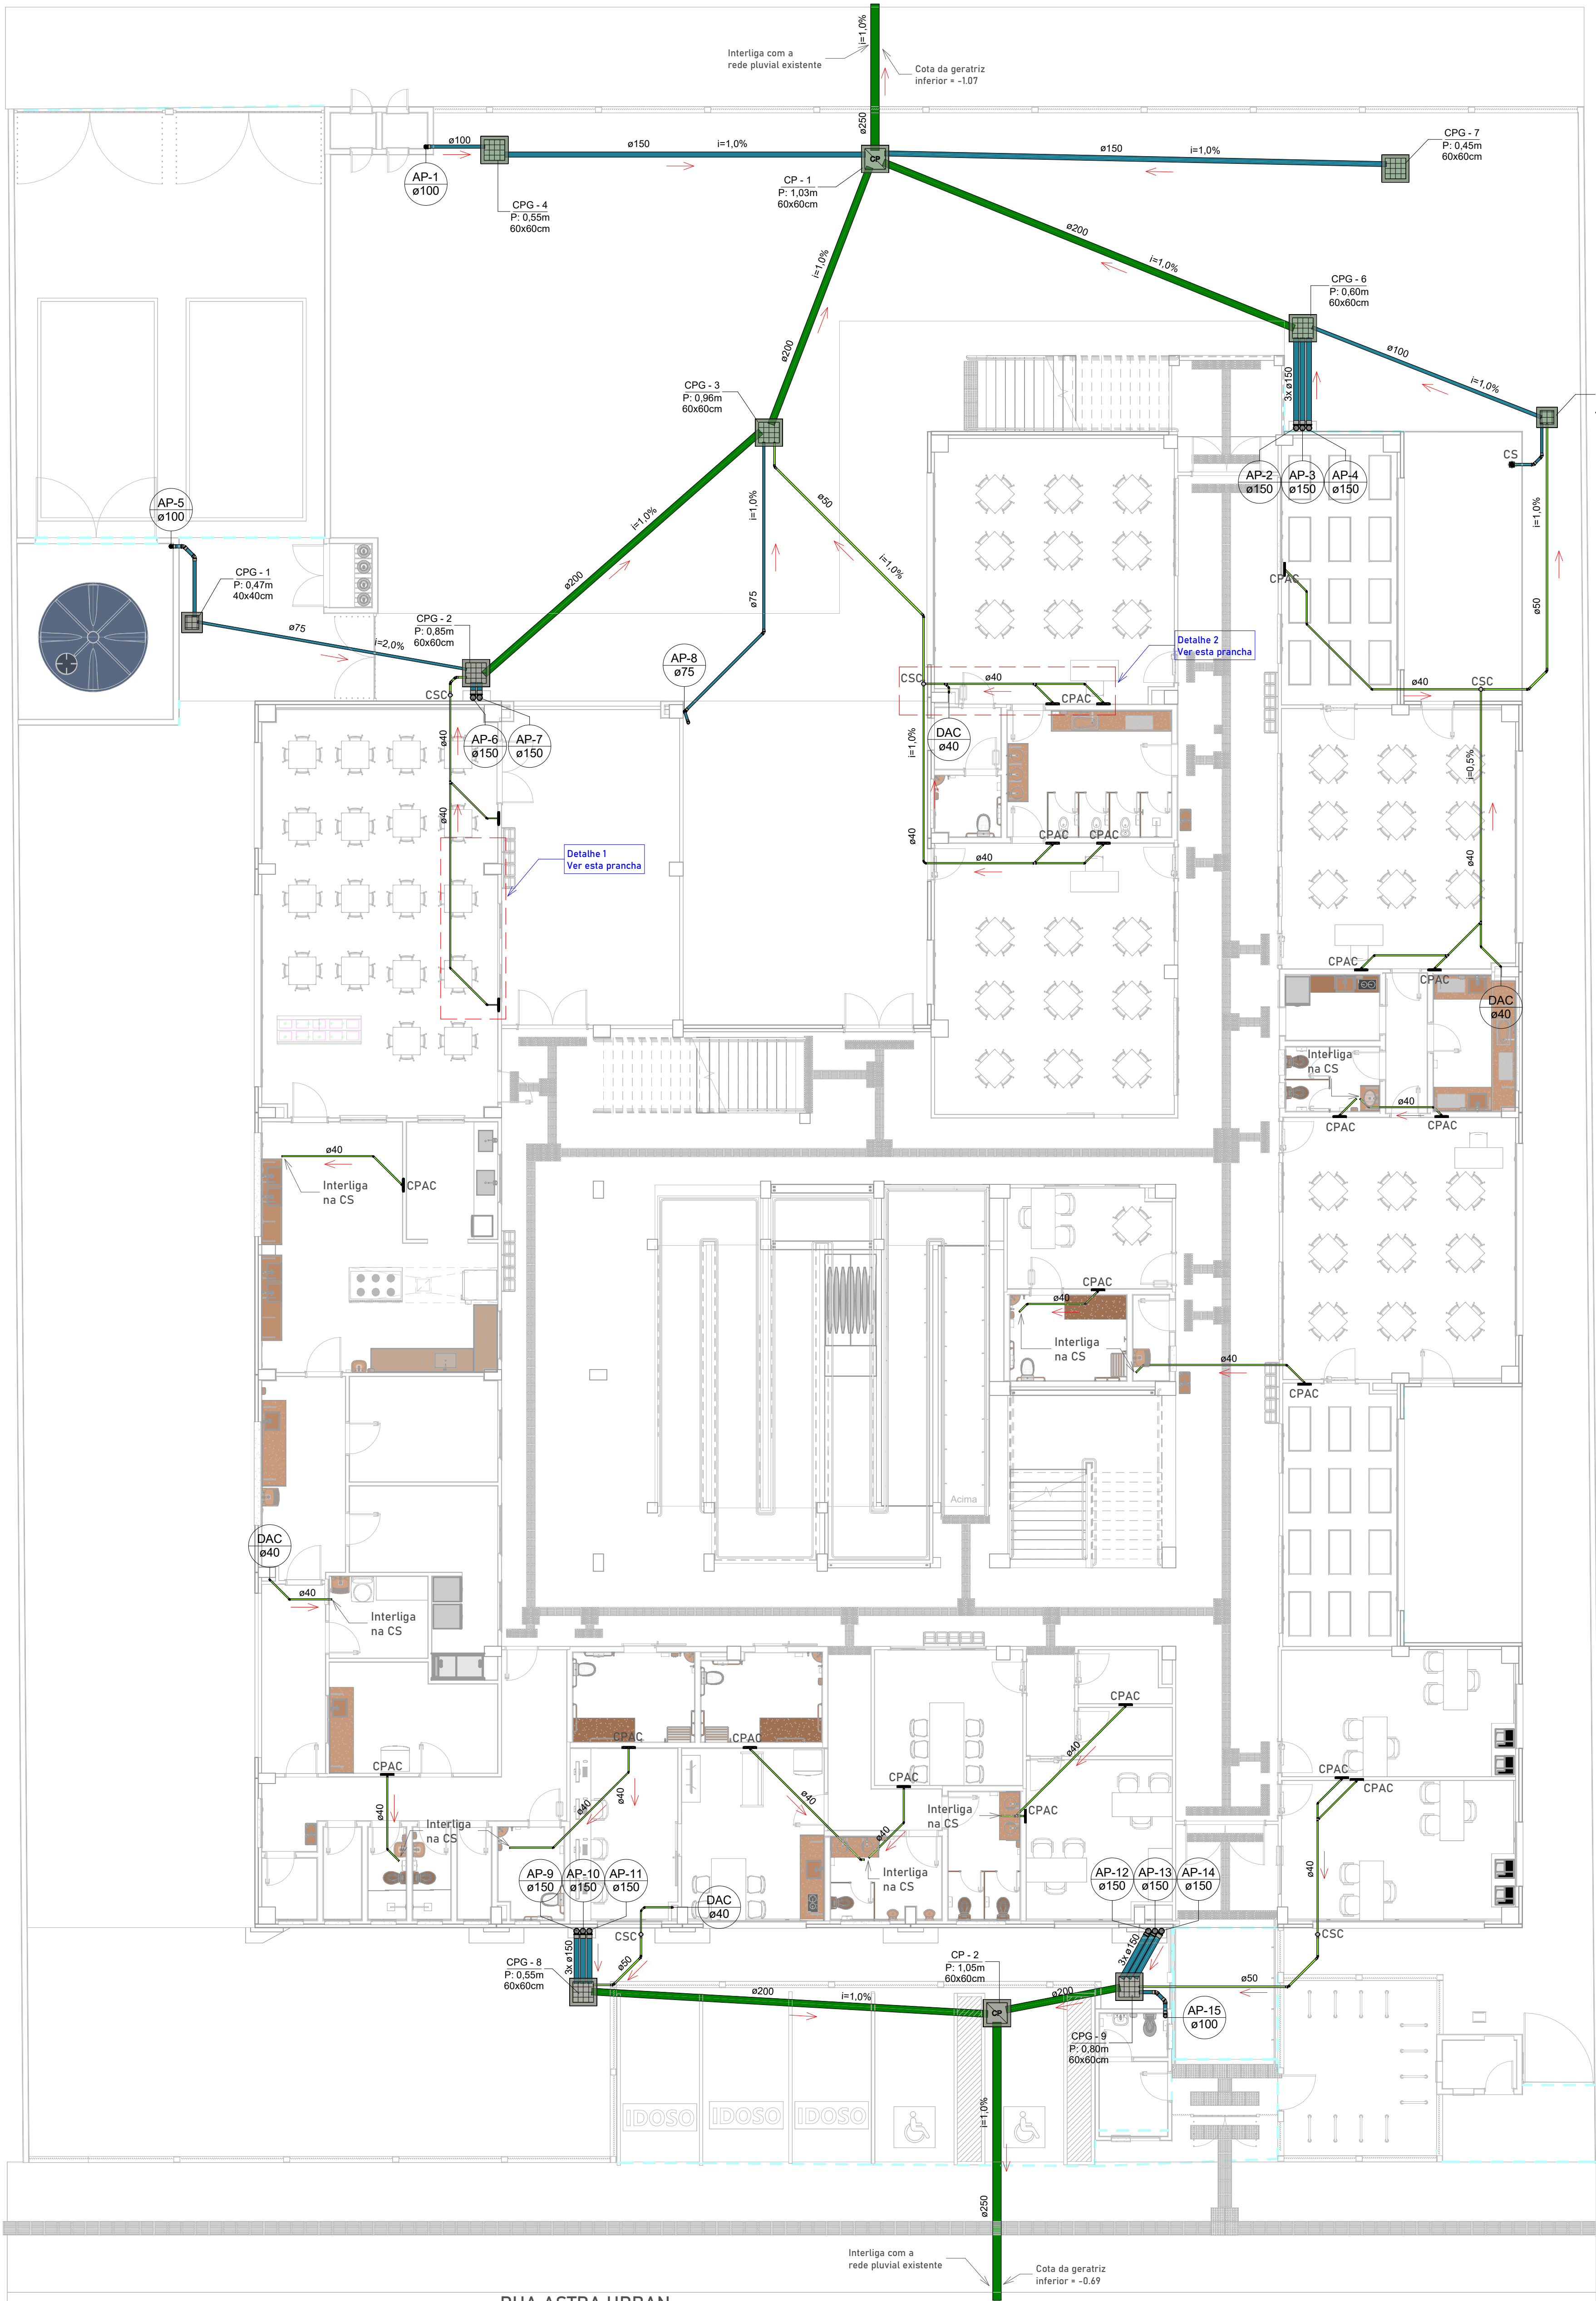 i=1,0%
Interliga com a
rede pluvial existente
Cota da geratriz
inferior = -1.07
ø250
ø100
ø150
i=1,0%
ø150
i=1,0%
CPG - 7
P: 0,45m
60x60cm
CP
AP-1
ø100
CP - 1
P: 1,03m
60x60cm
CPG - 4
P: 0,55m
60x60cm
ø200
i=1,0%
i=1,0%
CPG - 6
P: 0,60m
60x60cm
ø200
ø100
i=1,0%
3x ø150
CPG - 3
P: 0,96m
60x60cm
CS
AP-2
ø150
AP-3
ø150
AP-4
ø150
AP-5
ø100
ø50
i=1,0%
i=1,0%
i=1,0%
i=1,0%
CPG - 1
P: 0,47m
40x40cm
ø200
CPAC
ø75
ø50
ø75
i=2,0%
CPG - 2
P: 0,85m
60x60cm
Detalhe 2
Ver esta prancha
AP-8
ø75
CSC
CSC
ø40
CPAC
ø40
CSC
AP-6
ø150
AP-7
ø150
ø40
DAC
ø40
i=1,0%
i=0,5%
ø40
Detalhe 1
Ver esta prancha
ø40
ø40
CPAC
CPAC
ø40
CPAC
CPAC
DAC
ø40
Interliga
na CS
ø40
CPAC
CPAC
ø40
CPAC
Interliga
na CS
CPAC
ø40
Interliga
na CS
ø40
CPAC
Acima
DAC
ø40
ø40
Interliga
na CS
CPAC
CPAC
CPAC
ø40
CPAC
CPAC
CPAC
CPAC
ø40
ø40
ø40
ø40
Interliga
na CS
ø40
Interliga
na CS
CPAC
Interliga
na CS
ø40
AP-9
ø150
AP-10
ø150
AP-11
ø150
AP-12
ø150
AP-13
ø150
AP-14
ø150
DAC
ø40
CSC
CSC
3x ø150
ø50
3x ø150
CPG - 8
P: 0,55m
60x60cm
CP - 2
P: 1,05m
60x60cm
ø200
i=1,0%
ø200
ø50
CP
AP-15
ø100
CPG - 9
P: 0,80m
60x60cm
IDOSO
IDOSO
IDOSO
i=1,0%
ø250
Interliga com a
rede pluvial existente
Cota da geratriz
inferior = -0.69
RUA ASTRA URBAN